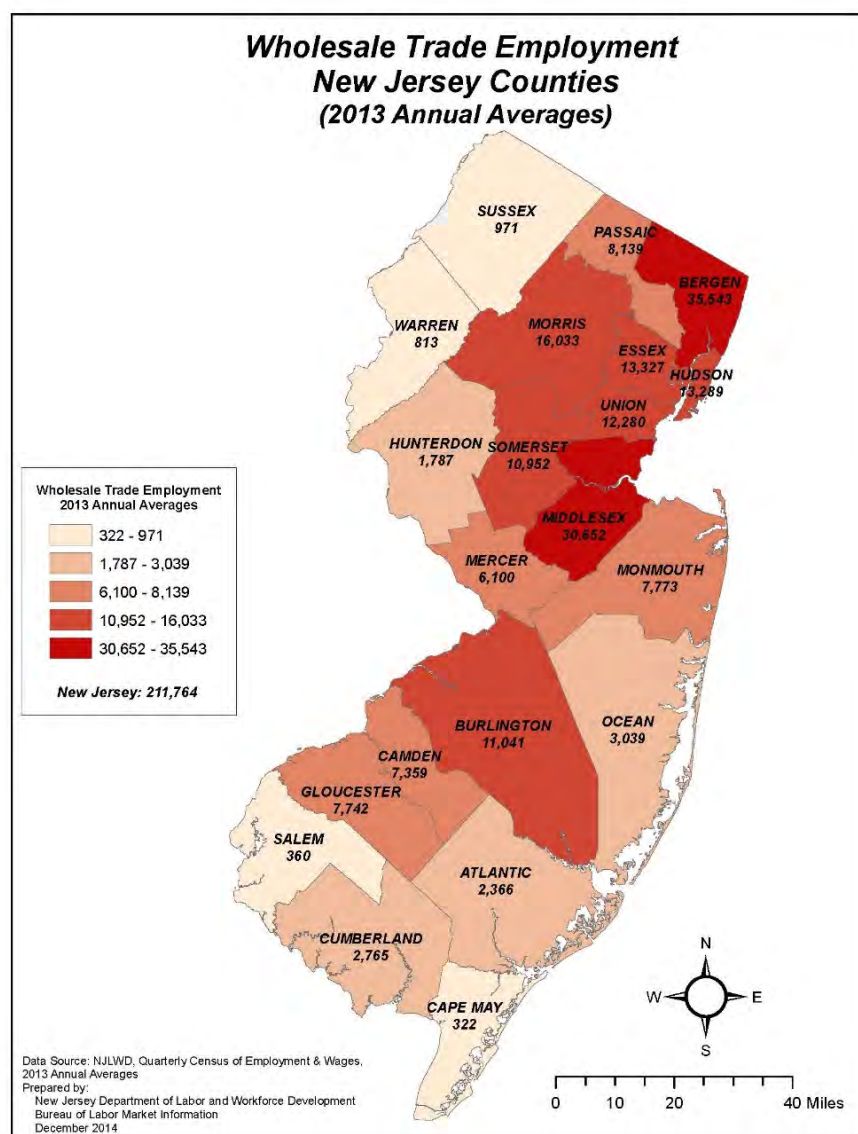 Wholesale Trade Employment
New Jersey Counties
(2013 Annual Averages)
SUSSEX
971
PASSAIC
8,139
BERGEN
35,543
WARREN
813
MORRIS
16,033
ESSEX
13,327
HUDSON
13,289
UNION
12,280
HUNTERDON
1,787
SOMERSET
10,952
MIDDLESEX
30,652
MERCER
6,100
MONMOUTH
7,773
Wholesale Trade Employment
2013 Annual Averages
322 - 971
1,787 - 3,039
6,100 - 8,139
10,952 - 16,033
30,652 - 35,543
New Jersey: 211,764
BURLINGTON
11,041
OCEAN
3,039
CAMDEN
7,359
GLOUCESTER
7,742
SALEM
360
ATLANTIC
2,366
CUMBERLAND
2,765
CAPE MAY
322
N
W
E
S
0 10 20 40 Miles
Data Source: NJLWD, Quarterly Census of Employment & Wages,
2013 Annual Averages
Prepared by:
New Jersey Department of Labor and Workforce Development
Bureau of Labor Market Information
December 2014